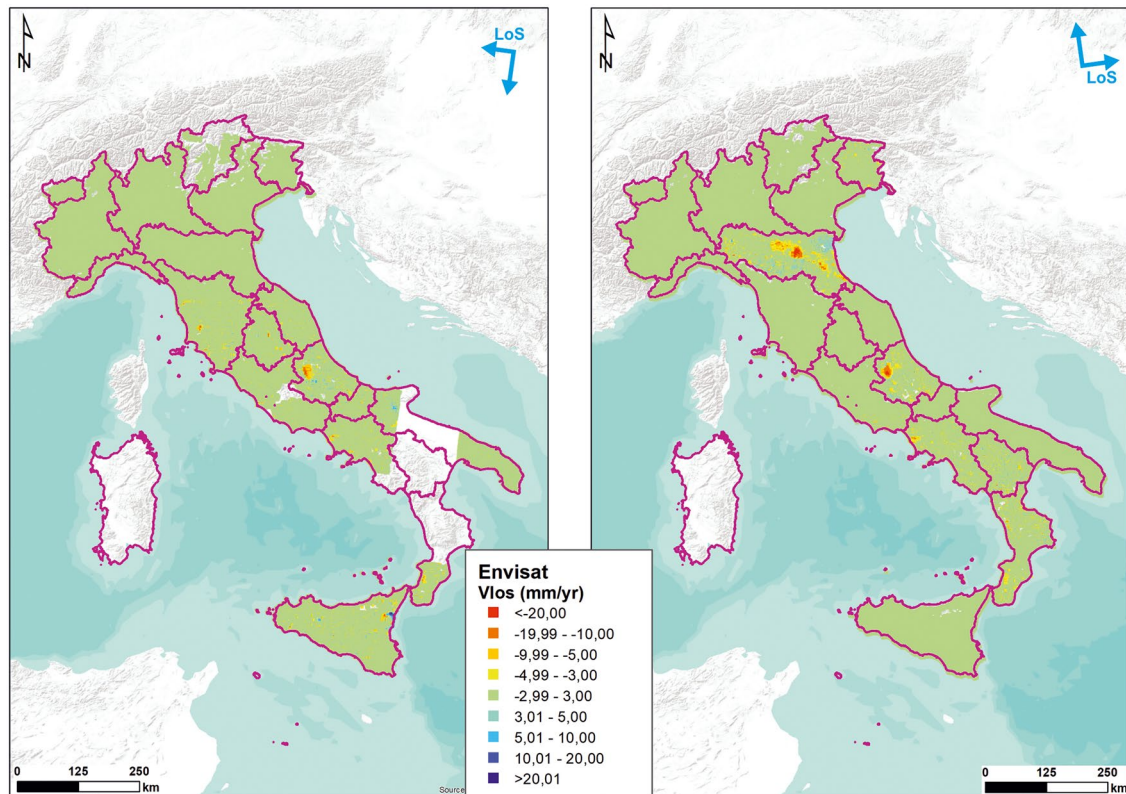 N
LoS
N
LoS
Envisat
Vlos (mm/yr)
<-20,00
-19,99 - -10,00
-9,99 - -5,00
-4,99 - -3,00
-2,99 - 3,00
3,01 - 5,00
5,01 - 10,00
10,01 - 20,00
>20,01
0 125 250
km
Source
0 125 250
km